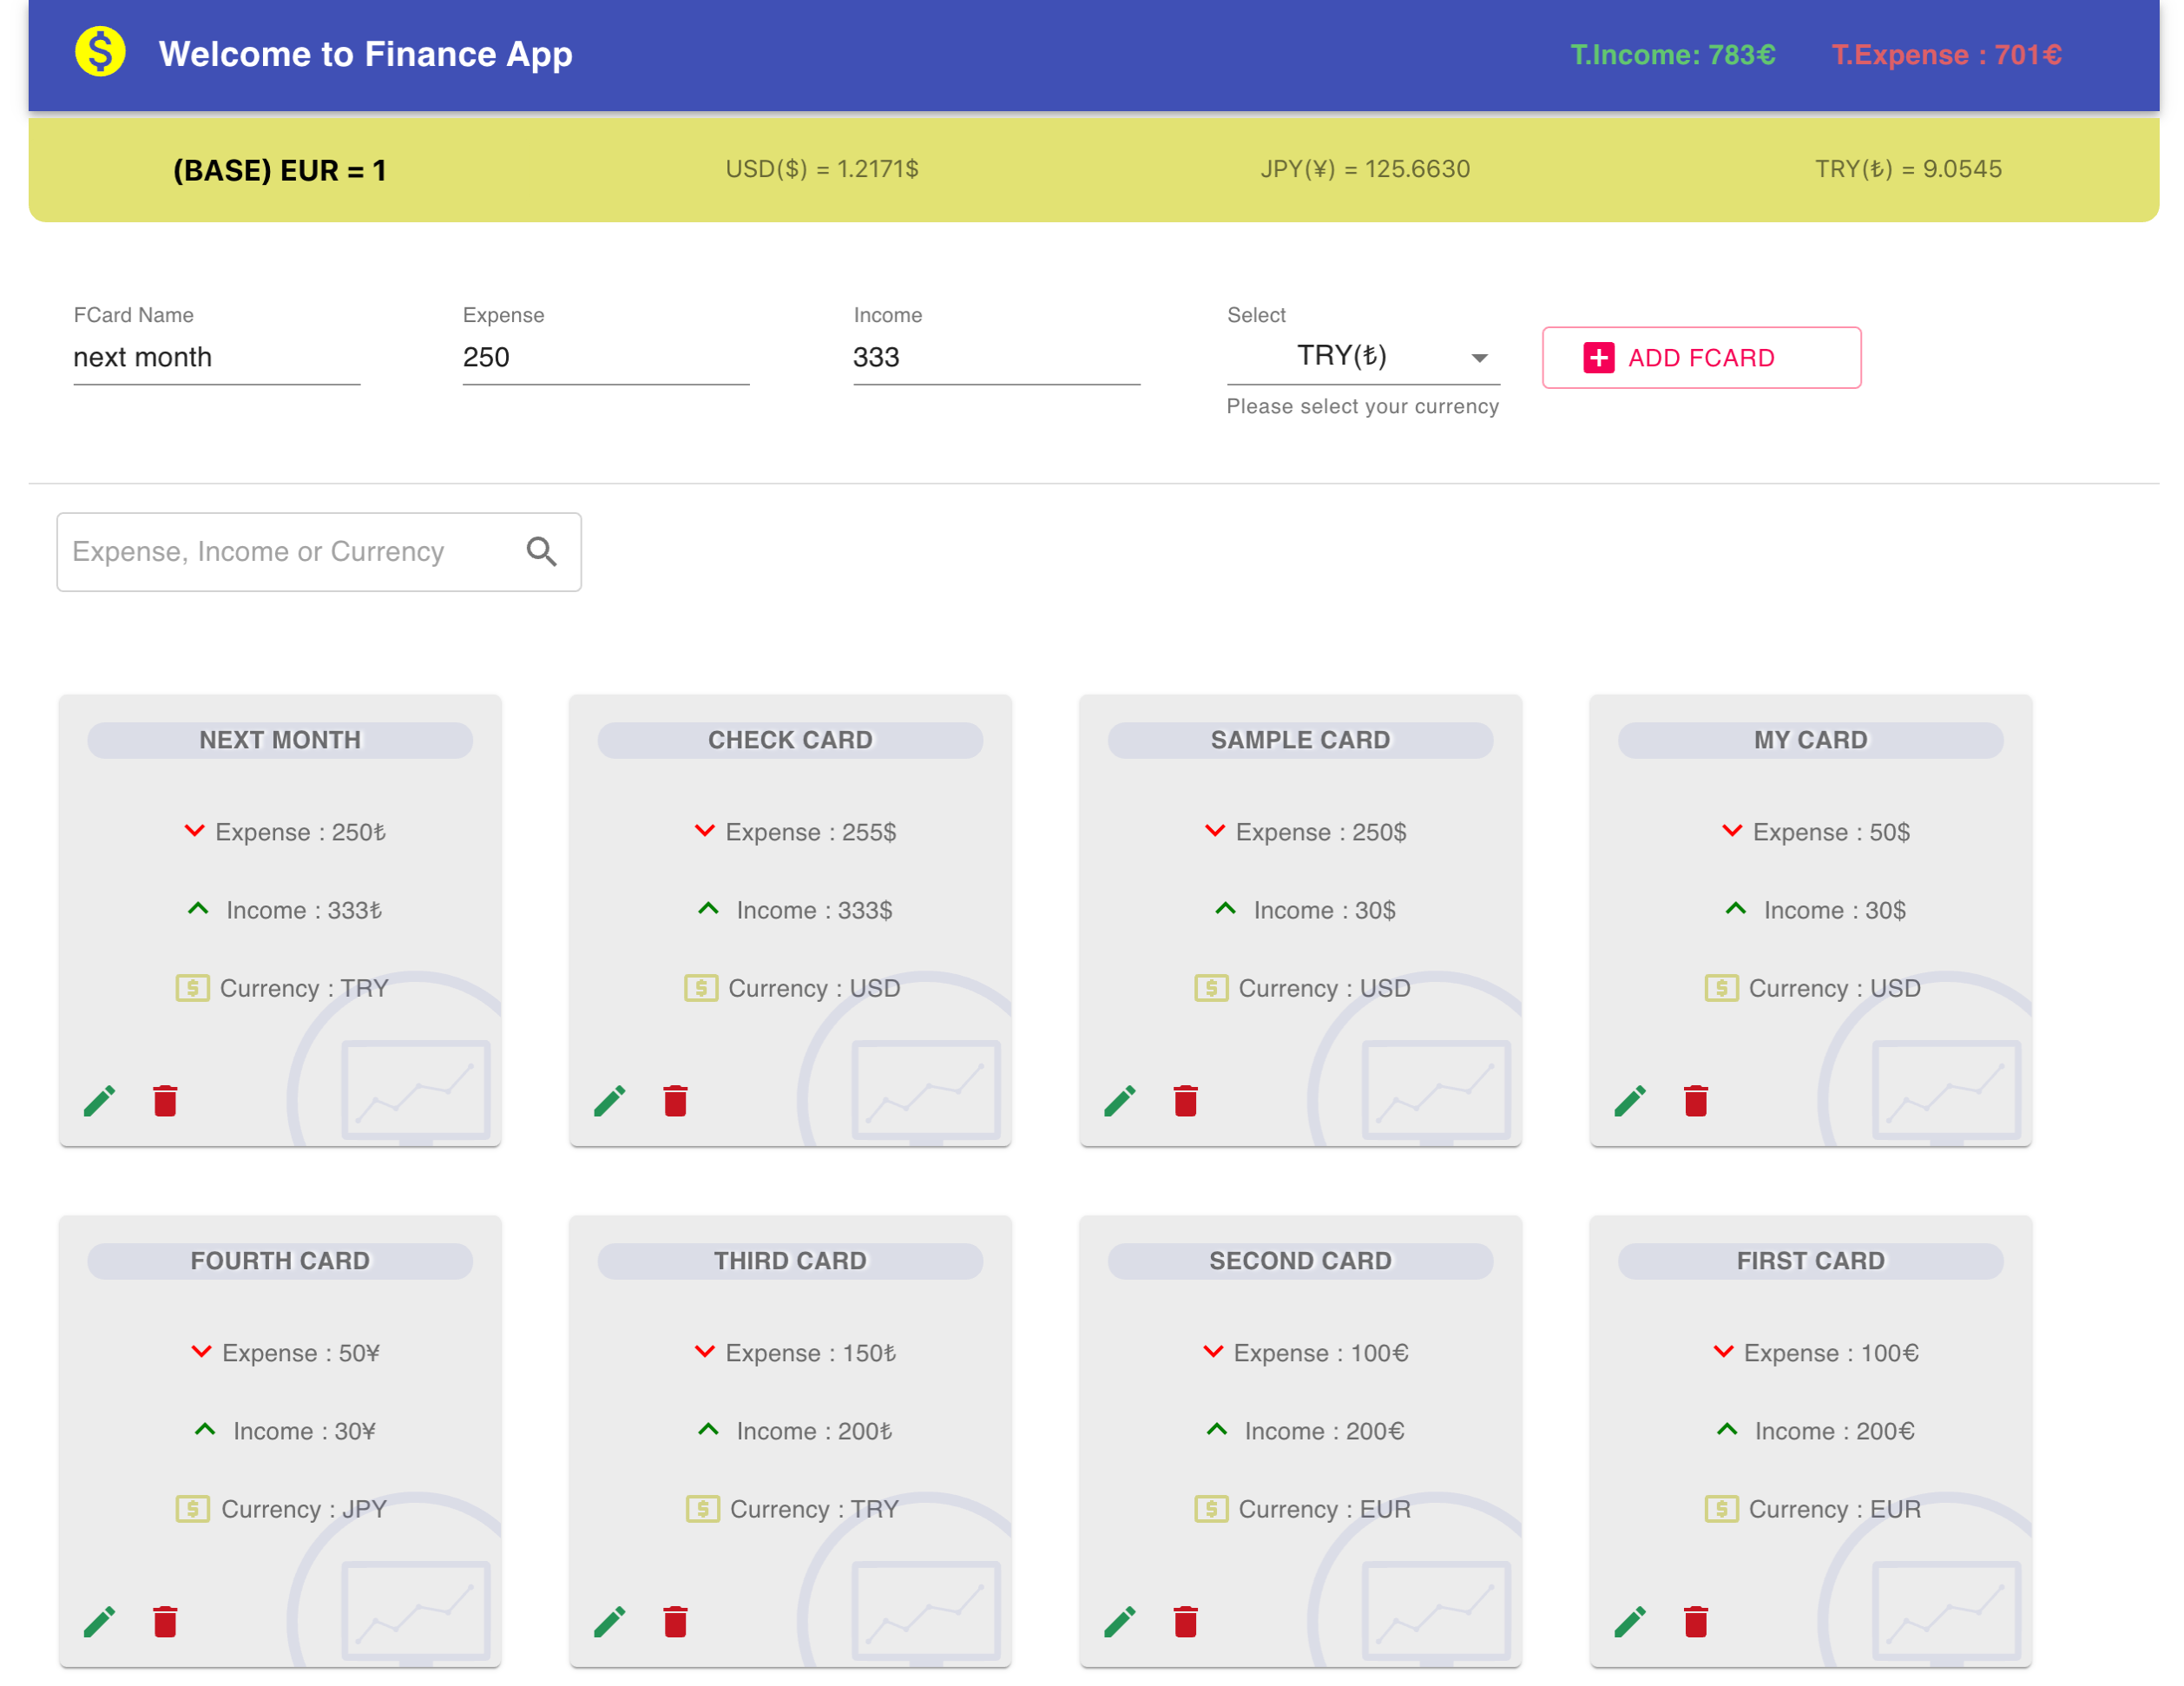 Welcome to Finance App
T.Income: 783€ T.Expense : 701€
(BASE) EUR = 1 USD($) = 1.2171$ JPY(¥) = 125.6630 TRY(₺) = 9.0545
FCard Name Expense Income Select
next month 250 333 TRY(₺) ADD FCARD
Please select your currency
Expense, Income or Currency
NEXT MONTH CHECK CARD SAMPLE CARD MY CARD
Expense : 250₺ Expense : 255$ Expense : 250$ Expense : 50$
Income : 333₺ Income : 333$ Income : 30$ Income : 30$
Currency : TRY Currency : USD Currency : USD Currency : USD
FOURTH CARD THIRD CARD SECOND CARD FIRST CARD
Expense : 50¥ Expense : 150₺ Expense : 100€ Expense : 100€
Income : 30¥ Income : 200₺ Income : 200€ Income : 200€
Currency : JPY Currency : TRY Currency : EUR Currency : EUR